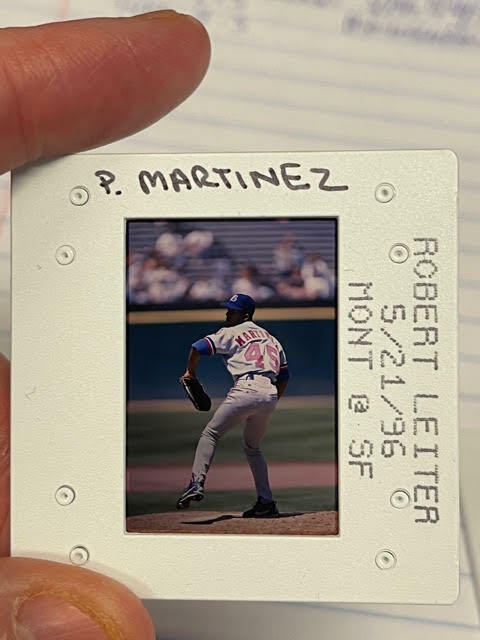 P. MARTINEZ
ROBERT LEITER
5/21/96
MONT @ SF
MARTINEZ
45